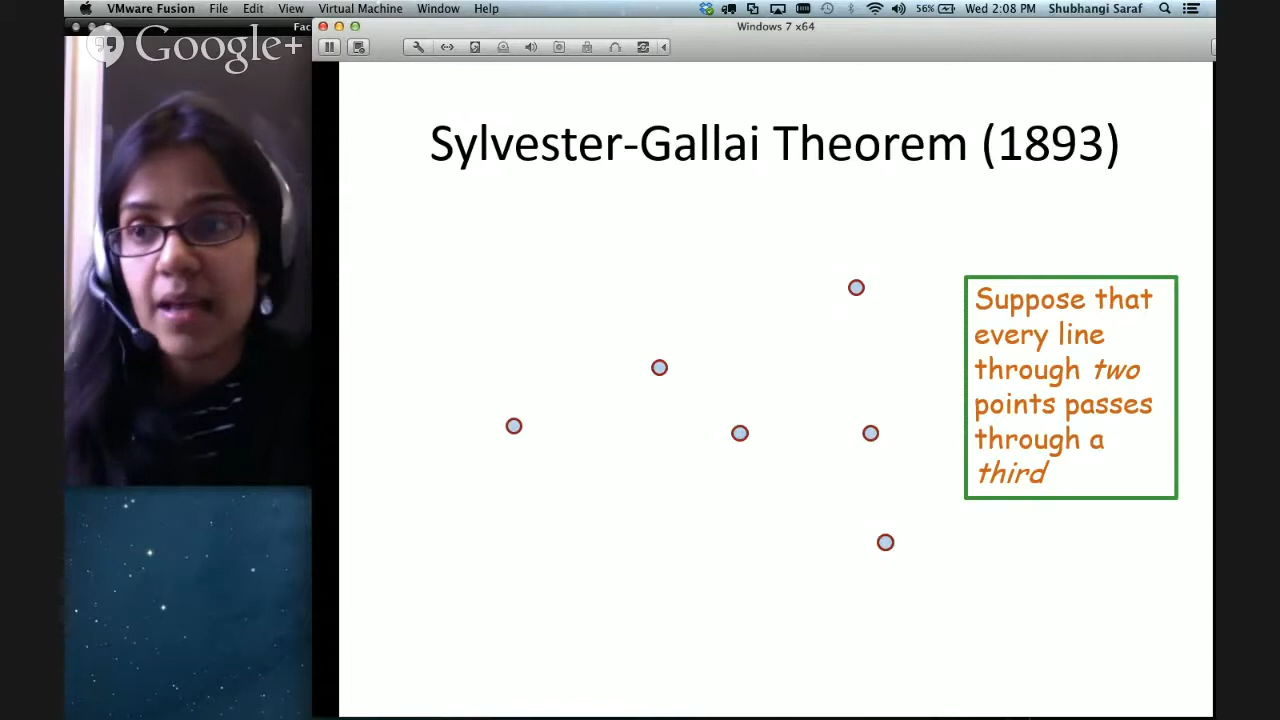 VMware Fusion File Edit View Virtual Machine Window Help 56% Wed 2:08 PM Shubhangi Saraf
Fac
Windows 7 x64
Google+
Sylvester-Gallai Theorem (1893)
Suppose that
every line
through two
points passes
through a
third